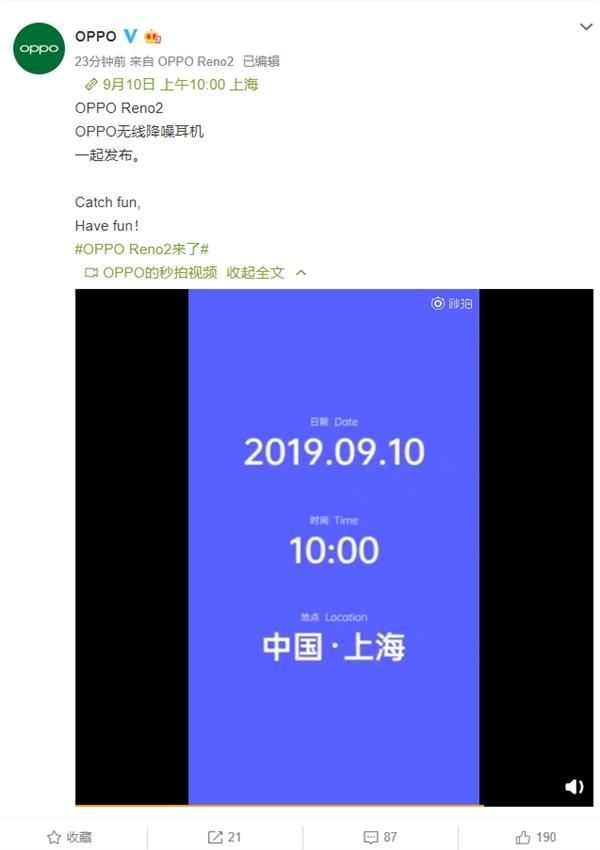 oppo
OPPO
23分钟前 来自 OPPO Reno2 已编辑
9月10日 上午10:00 上海
OPPO Reno2
OPPO无线降噪耳机
一起发布。
Catch fun,
Have fun！
#OPPO Reno2来了#
OPPO的秒拍视频 收起全文
秒拍
日期 Date
2019.09.10
时间 Time
10:00
地点 Location
中国·上海
收藏 21 87 190